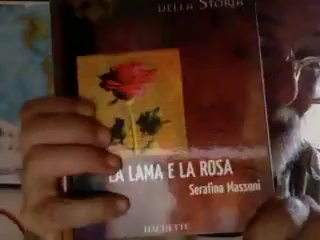 DELLA STORIA
LA LAMA E LA ROSA
Serafino Massoni
HACHETTE